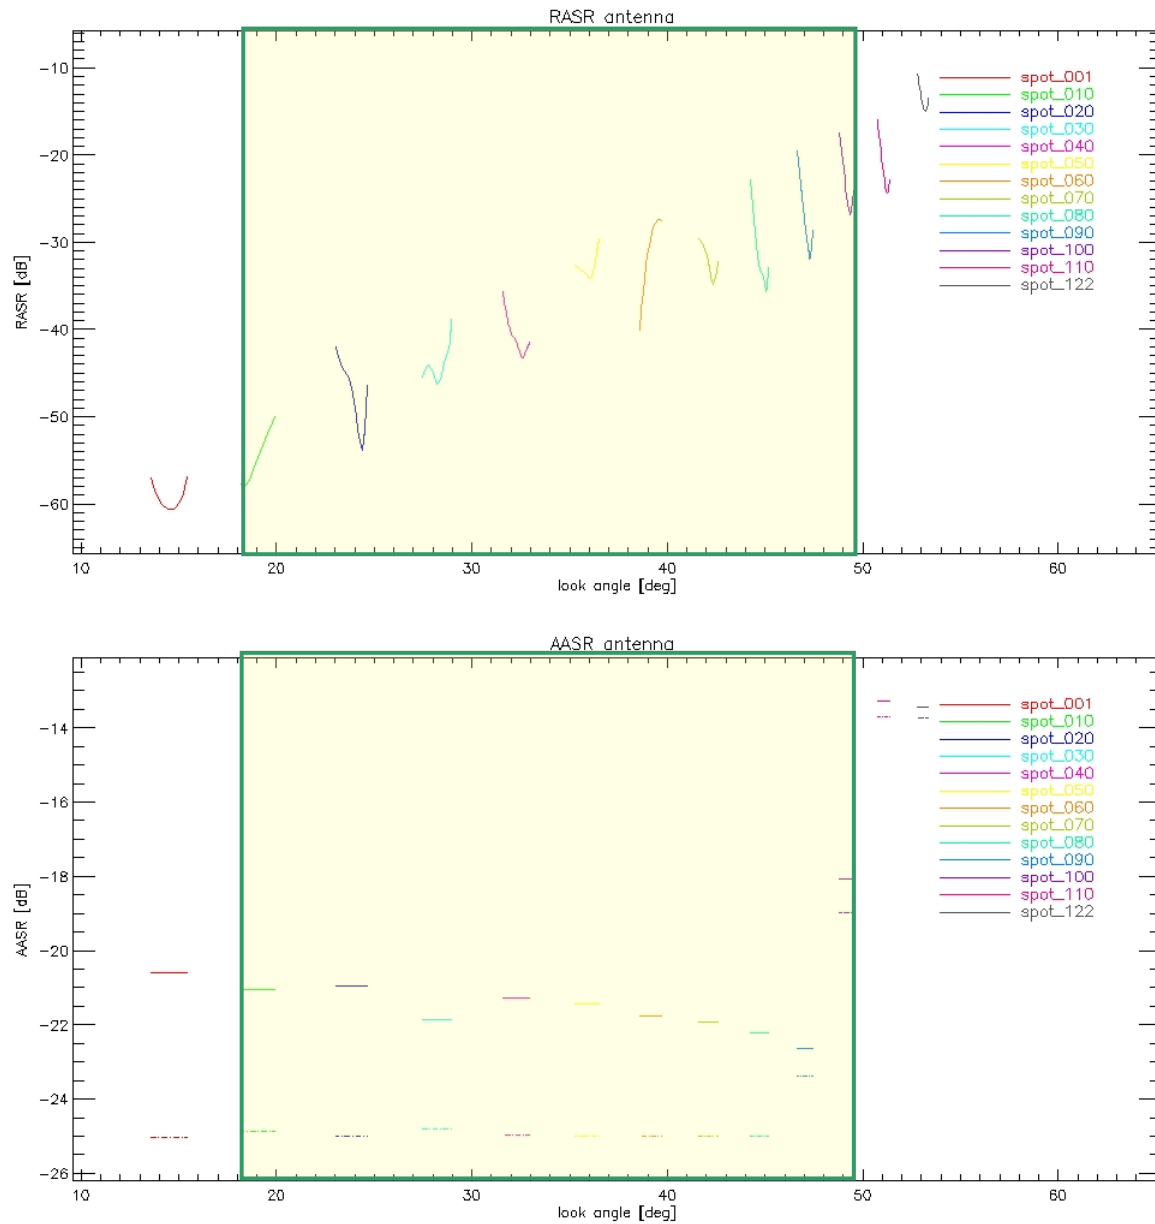 RASR antenna
-10
-20
-30
-40
-50
-60
RASR [dB]
spot_001
spot_010
spot_020
spot_030
spot_040
spot_050
spot_060
spot_070
spot_080
spot_090
spot_100
spot_110
spot_122
10 20 30 40 50 60
look angle [deg]
AASR antenna
-14
-16
-18
-20
-22
-24
-26
AASR [dB]
spot_001
spot_010
spot_020
spot_030
spot_040
spot_050
spot_060
spot_070
spot_080
spot_090
spot_100
spot_110
spot_122
10 20 30 40 50 60
look angle [deg]